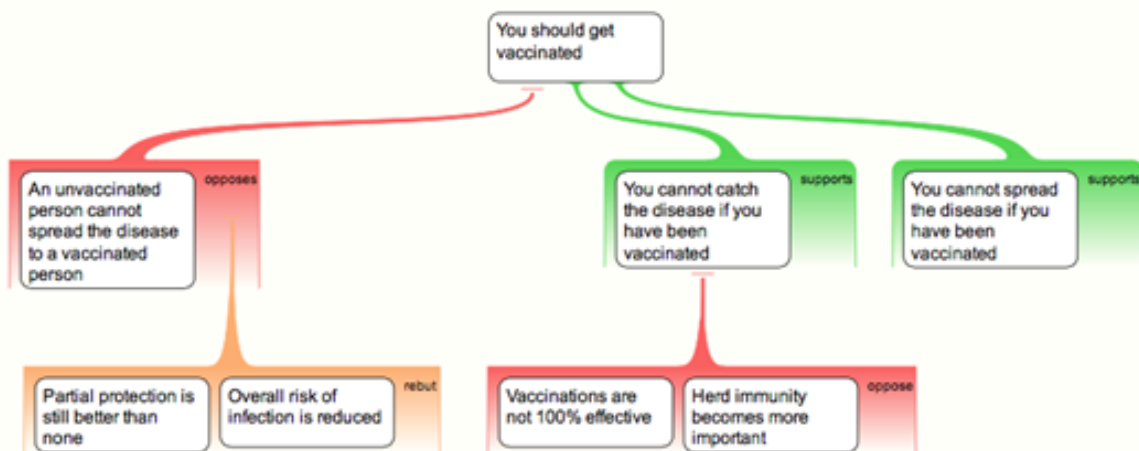 You should get
vaccinated
opposes
An unvaccinated
person cannot
spread the disease
to a vaccinated
person
supports
You cannot catch
the disease if you
have been
vaccinated
supports
You cannot spread
the disease if you
have been
vaccinated
rebut
Partial protection is
still better than
none
Overall risk of
infection is reduced
oppose
Vaccinations are
not 100% effective
Herd immunity
becomes more
important